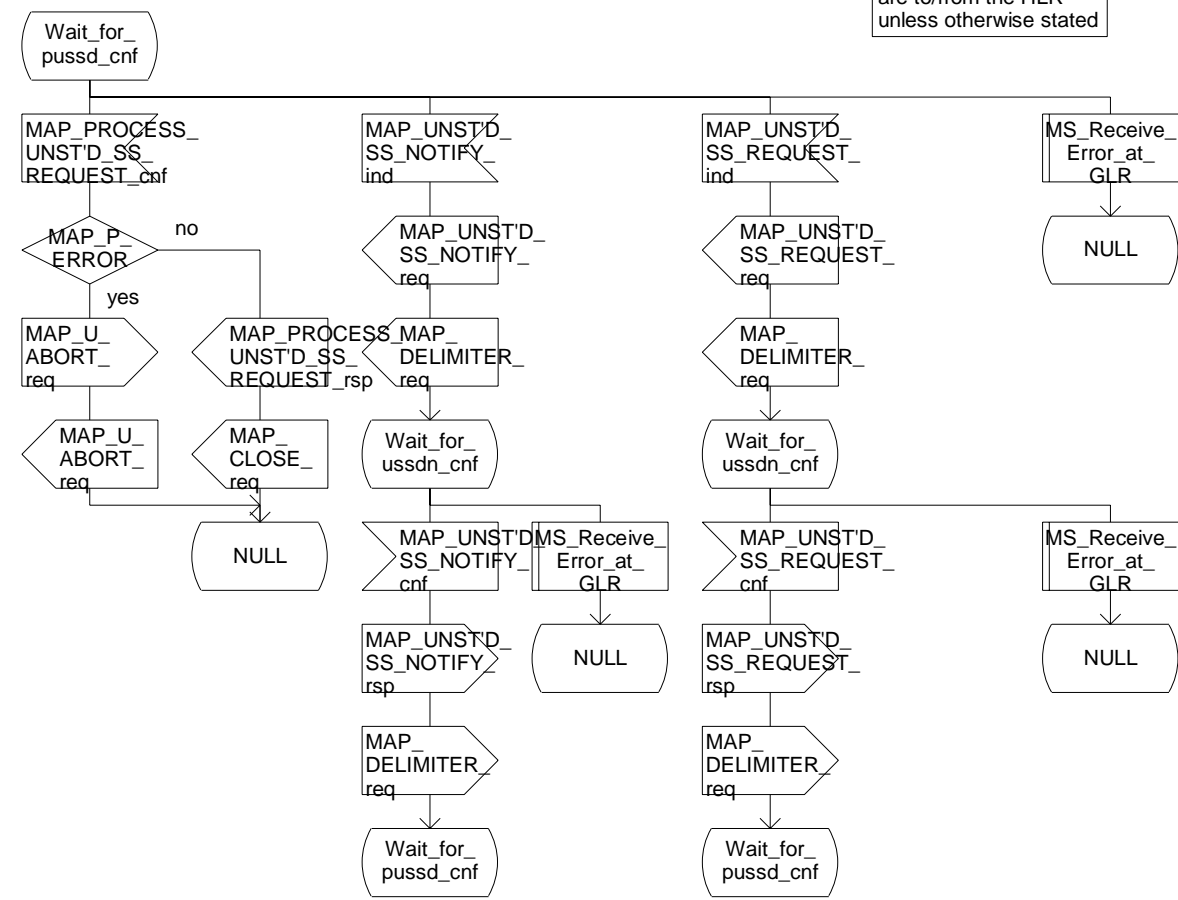 are to/from the HLR
unless otherwise stated
Wait_for_
pussd_cnf
MAP_PROCESS_
UNST'D_SS_
REQUEST_cnf
MAP_UNST'D_
SS_NOTIFY_
ind
MAP_UNST'D_
SS_REQUEST_
ind
MS_Receive_
Error_at_
GLR
MAP_P_
ERROR
no
yes
MAP_UNST'D_
SS_NOTIFY_
req
MAP_UNST'D_
SS_REQUEST_
req
NULL
MAP_U_
ABORT_
req
MAP_PROCESS_
UNST'D_SS_
REQUEST_rsp
MAP_
DELIMITER_
req
MAP_
DELIMITER_
req
MAP_U_
ABORT_
req
MAP_
CLOSE_
req
Wait_for_
ussdn_cnf
Wait_for_
ussdn_cnf
NULL
MAP_UNST'D_
SS_NOTIFY_
cnf
MS_Receive_
Error_at_
GLR
MAP_UNST'D_
SS_REQUEST_
cnf
MS_Receive_
Error_at_
GLR
MAP_UNST'D_
SS_NOTIFY_
rsp
NULL
MAP_UNST'D_
SS_REQUEST_
rsp
NULL
MAP_
DELIMITER_
req
MAP_
DELIMITER_
req
Wait_for_
pussd_cnf
Wait_for_
pussd_cnf